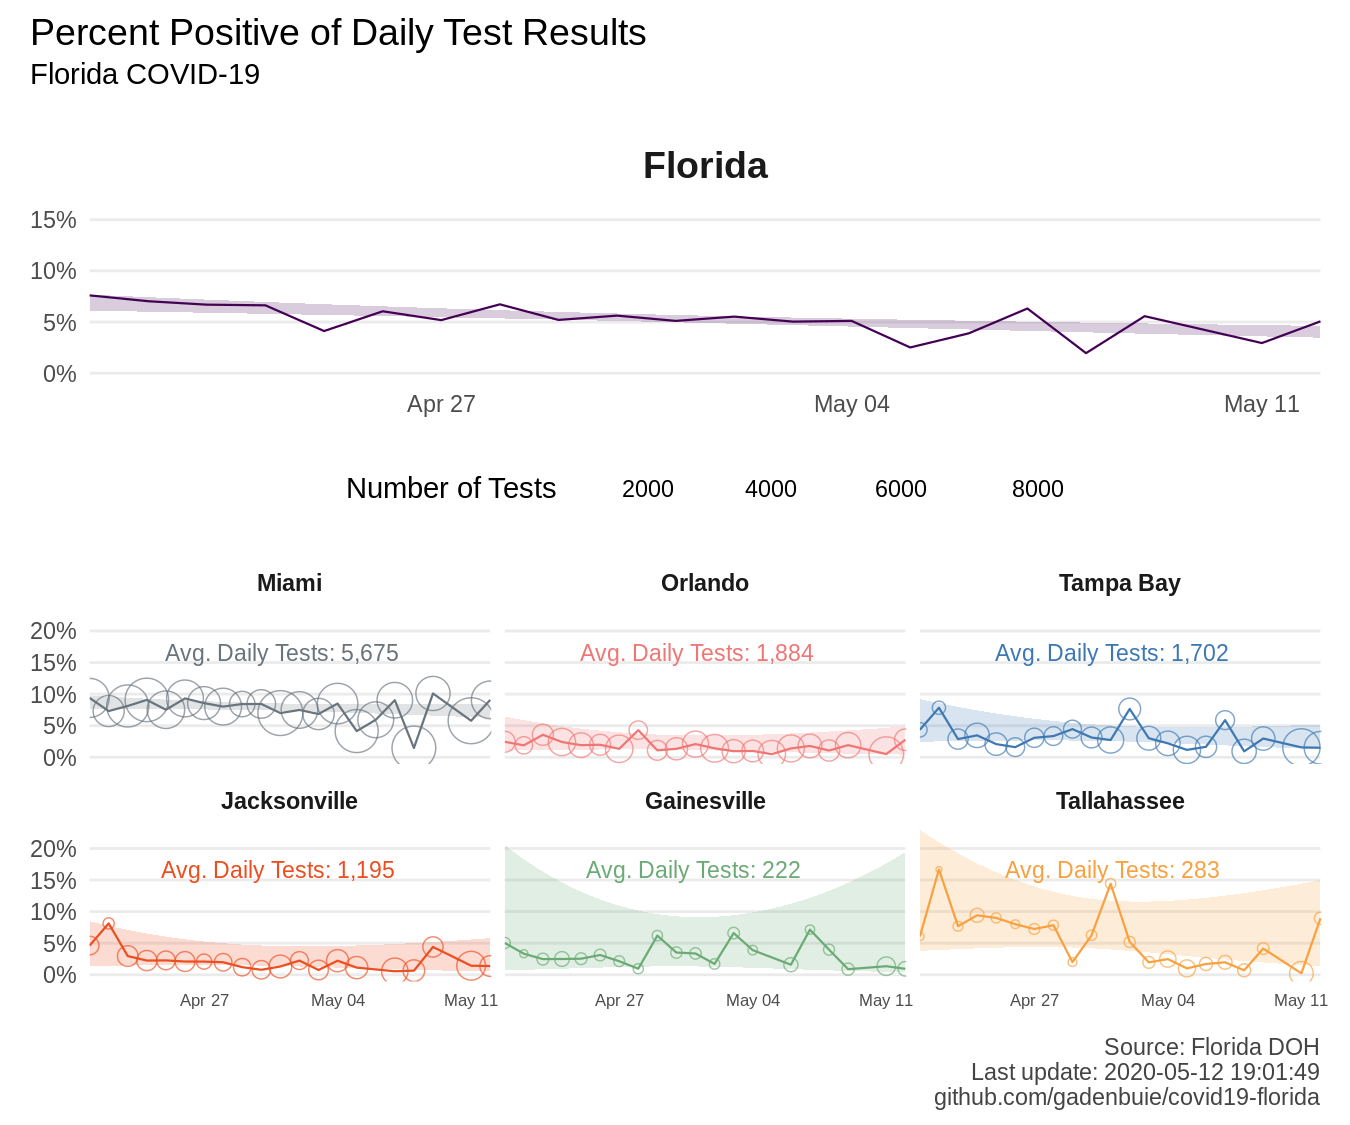 Percent Positive of Daily Test Results
Florida COVID-19
Florida
15%
10%
5%
0%
Apr 27 May 04 May 11
Number of Tests 2000 4000 6000 8000
Miami Orlando Tampa Bay
20%
Avg. Daily Tests: 5,675 Avg. Daily Tests: 1,884 Avg. Daily Tests: 1,702
15%
10%
5%
0%
Jacksonville Gainesville Tallahassee
20%
Avg. Daily Tests: 1,195 Avg. Daily Tests: 222 Avg. Daily Tests: 283
15%
10%
5%
0%
Apr 27 May 04 May 11 Apr 27 May 04 May 11 Apr 27 May 04 May 11
Source: Florida DOH
Last update: 2020-05-12 19:01:49
github.com/gadenbuie/covid19-florida